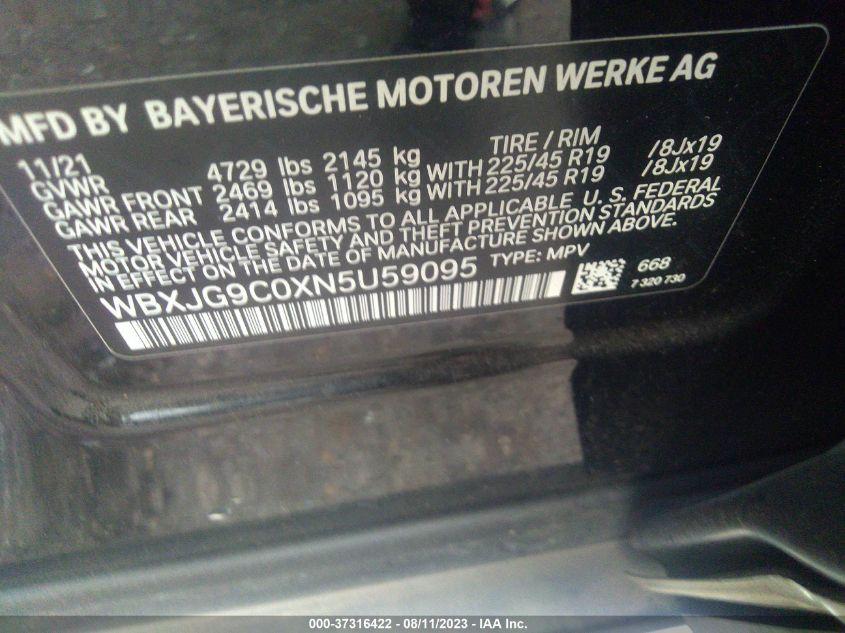 MFD BY BAYERISCHE MOTOREN WERKE AG
11/21 TIRE / RIM
GVWR 4729 lbs 2145 kg
GAWR FRONT 2469 lbs 1120 kg WITH 225/45 R19 /8Jx19
GAWR REAR 2414 lbs 1095 kg WITH 225/45 R19 /8Jx19
THIS VEHICLE CONFORMS TO ALL APPLICABLE U. S. FEDERAL
MOTOR VEHICLE SAFETY AND THEFT PREVENTION STANDARDS
IN EFFECT ON THE DATE OF MANUFACTURE SHOWN ABOVE.
WBXJG9C0XN5U59095 TYPE: MPV
668
7 320 730
000-37316422 - 08/11/2023 - IAA Inc.